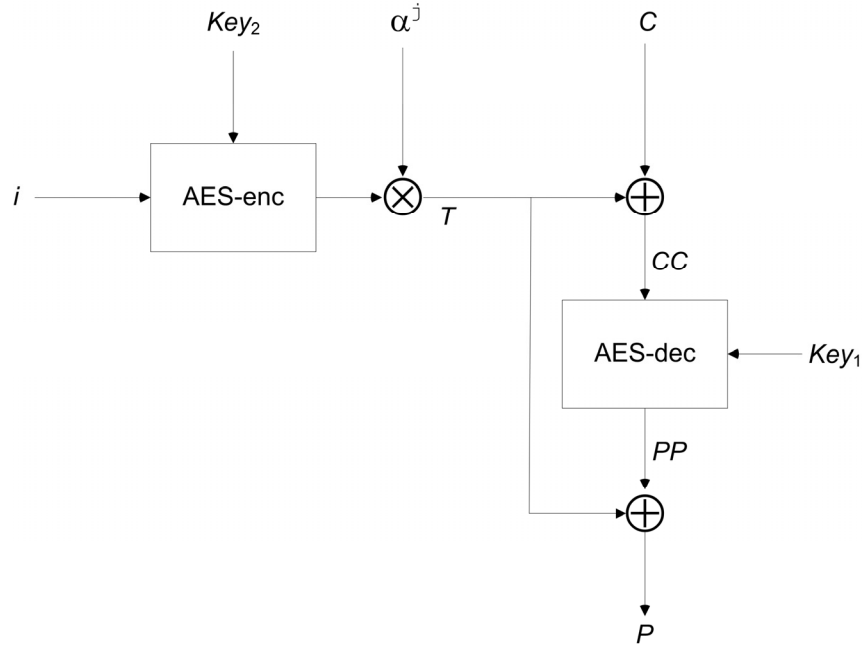 Key₂
αʲ
C
i
AES-enc
T
CC
AES-dec
Key₁
PP
P